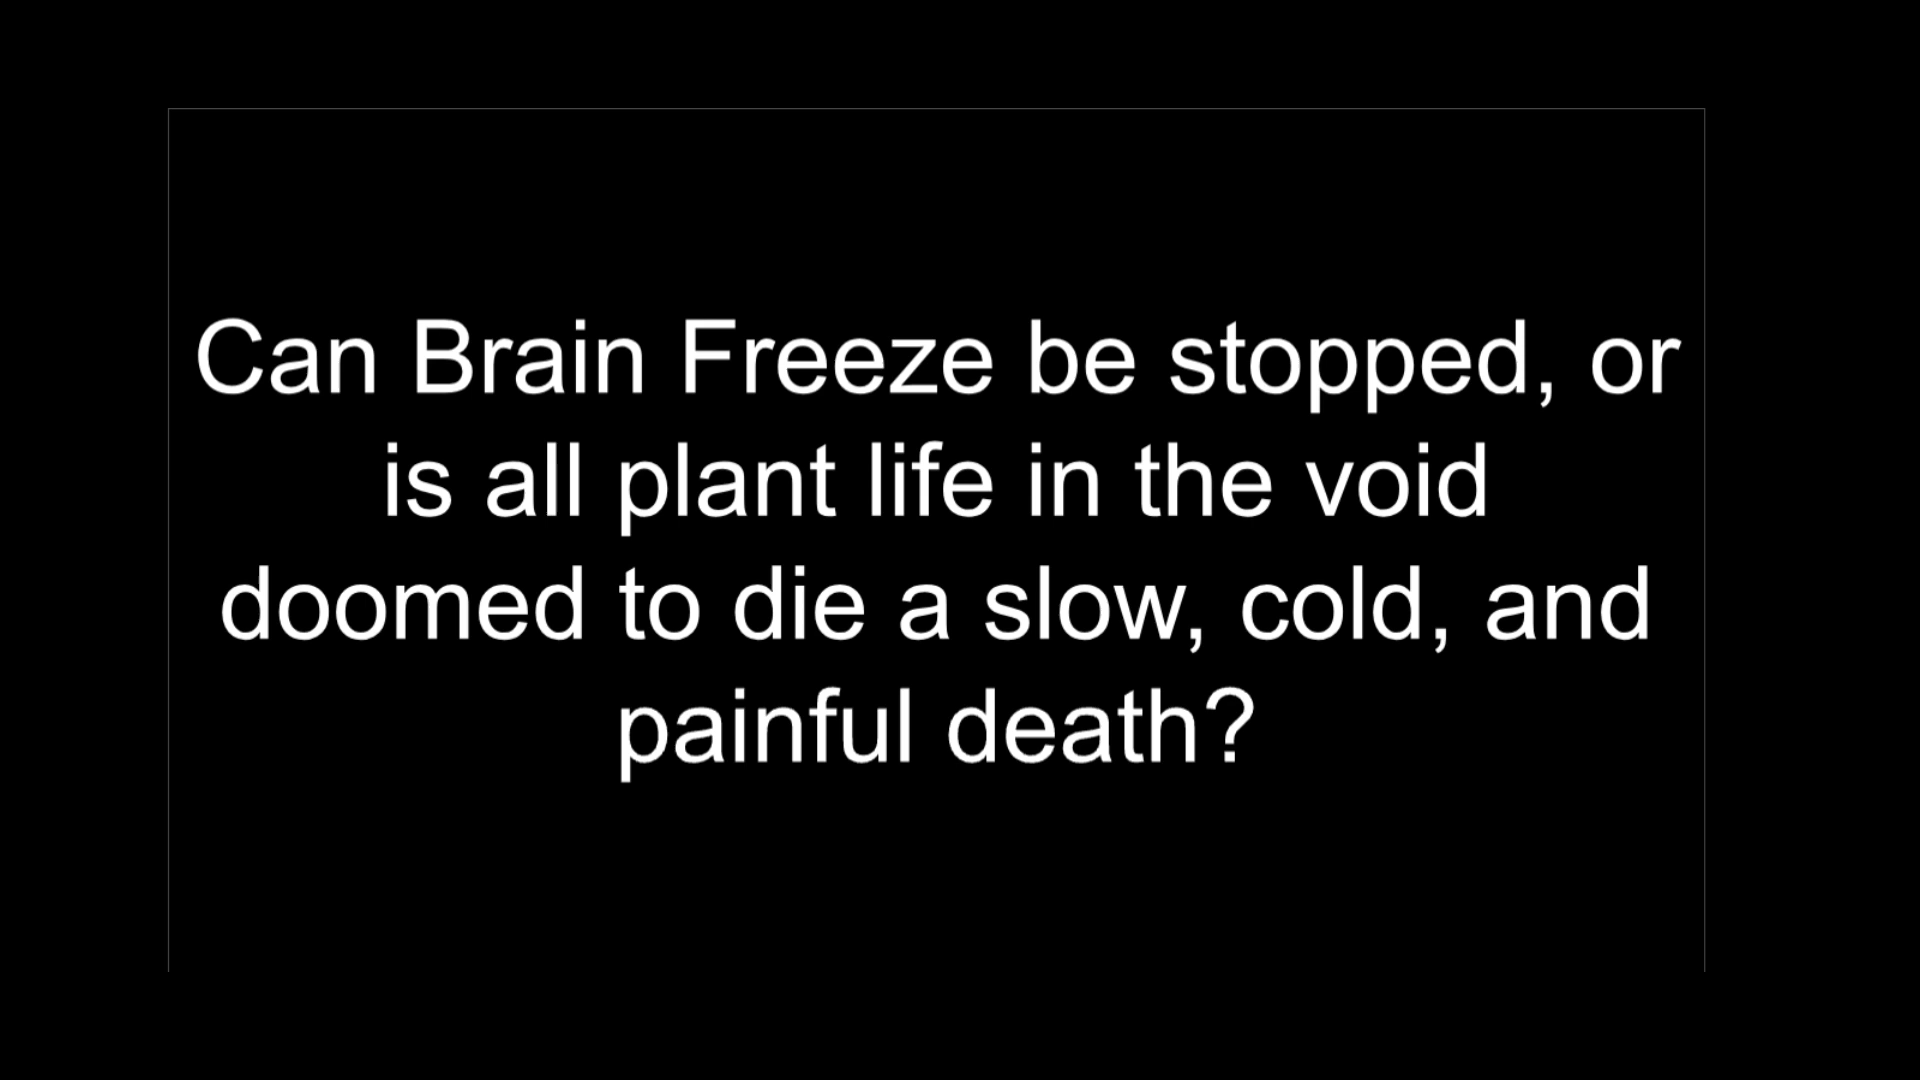 Can Brain Freeze be stopped, or
is all plant life in the void
doomed to die a slow, cold, and
painful death?